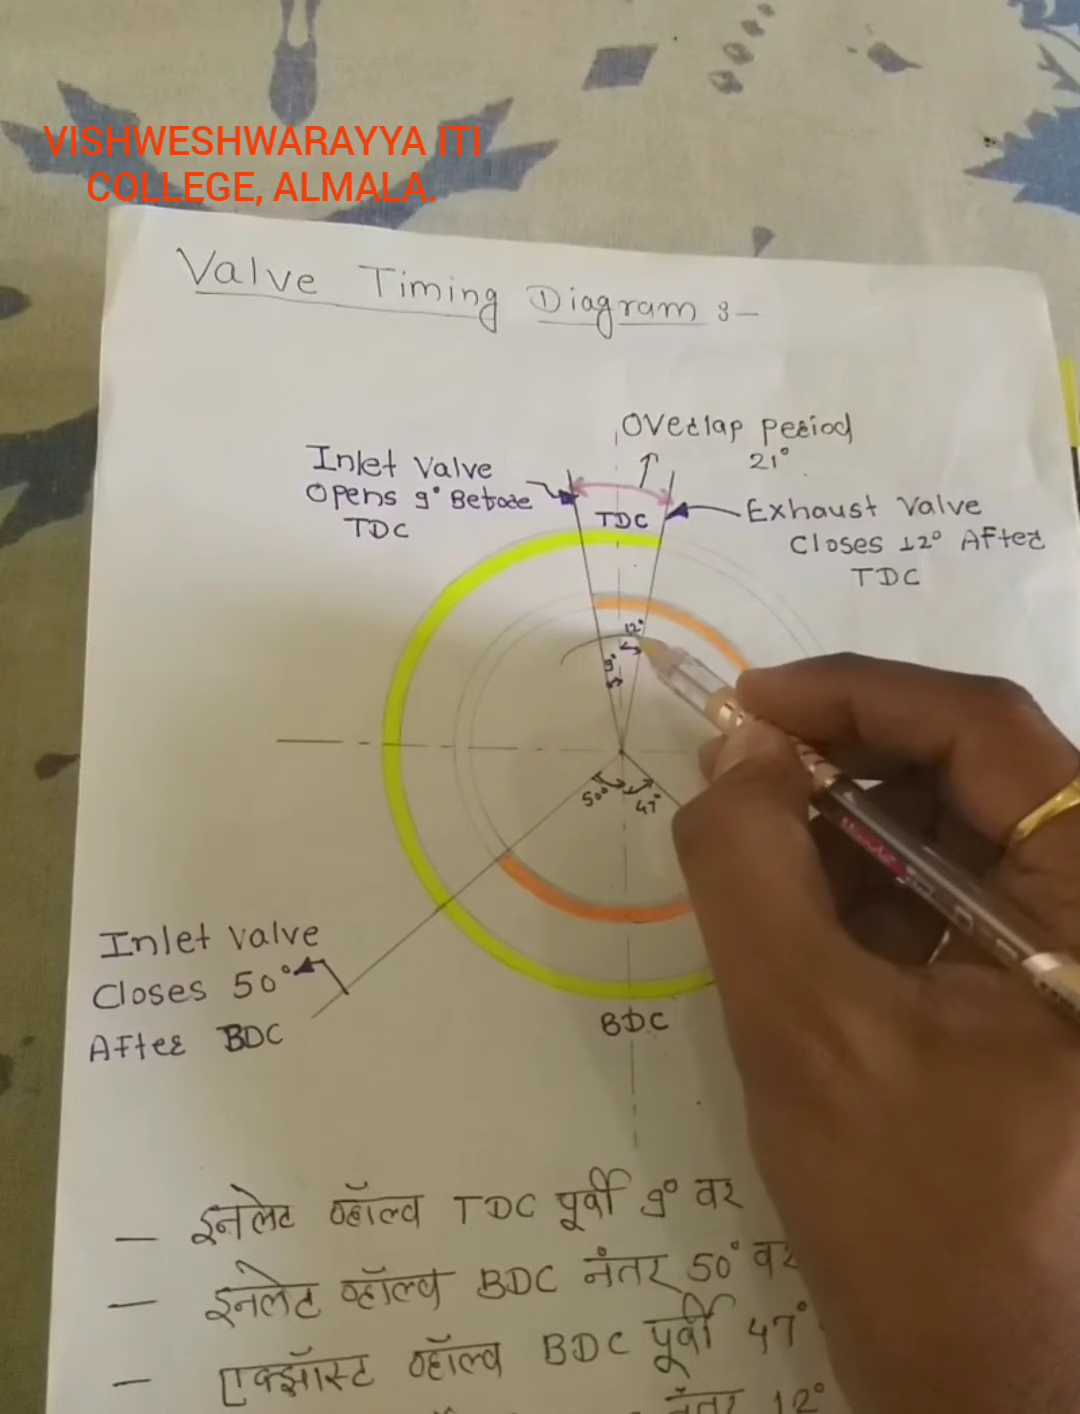 VISHWESHWARAYYA ITI
COLLEGE, ALMALA.
Valve Timing Diagram :-
Overlap period
21°
Inlet Valve
Opens 9° Before
TDC
TDC
Exhaust Valve
Closes 12° After
TDC
12°
9°
50°
47°
Inlet Valve
Closes 50°
After BDC
BDC
— इनलेट व्हॉल्व TDC पूर्वी 9° वर
— इनलेट व्हॉल्व BDC नंतर 50° वर
— एक्झॉस्ट व्हॉल्व BDC पूर्वी 47°
नंतर 12°